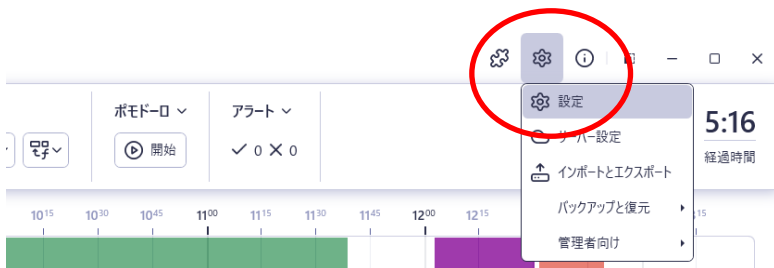 設定
ポモドーロ
アラート
5:16
開始
0
0
サーバー設定
経過時間
インポートとエクスポート
バックアップと復元
管理者向け
10 15
10 30
10 45
11 00
11 15
11 30
11 45
12 00
12 15
15